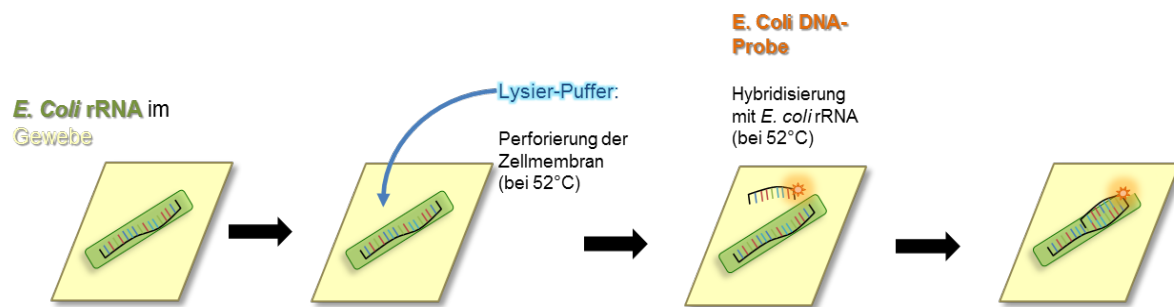 E. Coli rRNA im
Gewebe
Lysier-Puffer:
Perforierung der
Zellmembran
(bei 52°C)
E. Coli DNA-
Probe
Hybridisierung
mit E. coli rRNA
(bei 52°C)